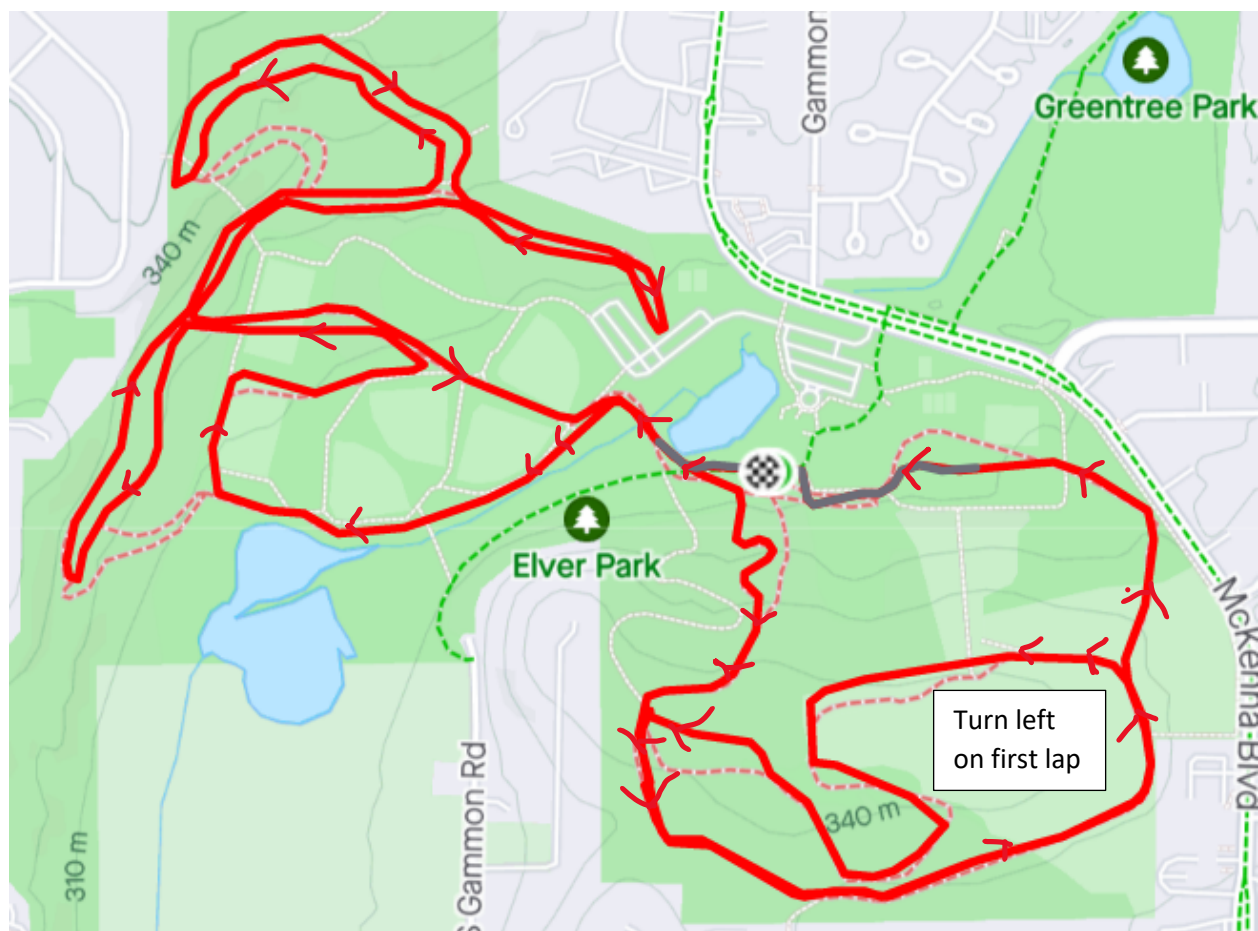 Gammon
Greentree Park
340 m
Elver Park
McKenna Blvd
Turn left
on first lap
340 m
S Gammon Rd
310 m